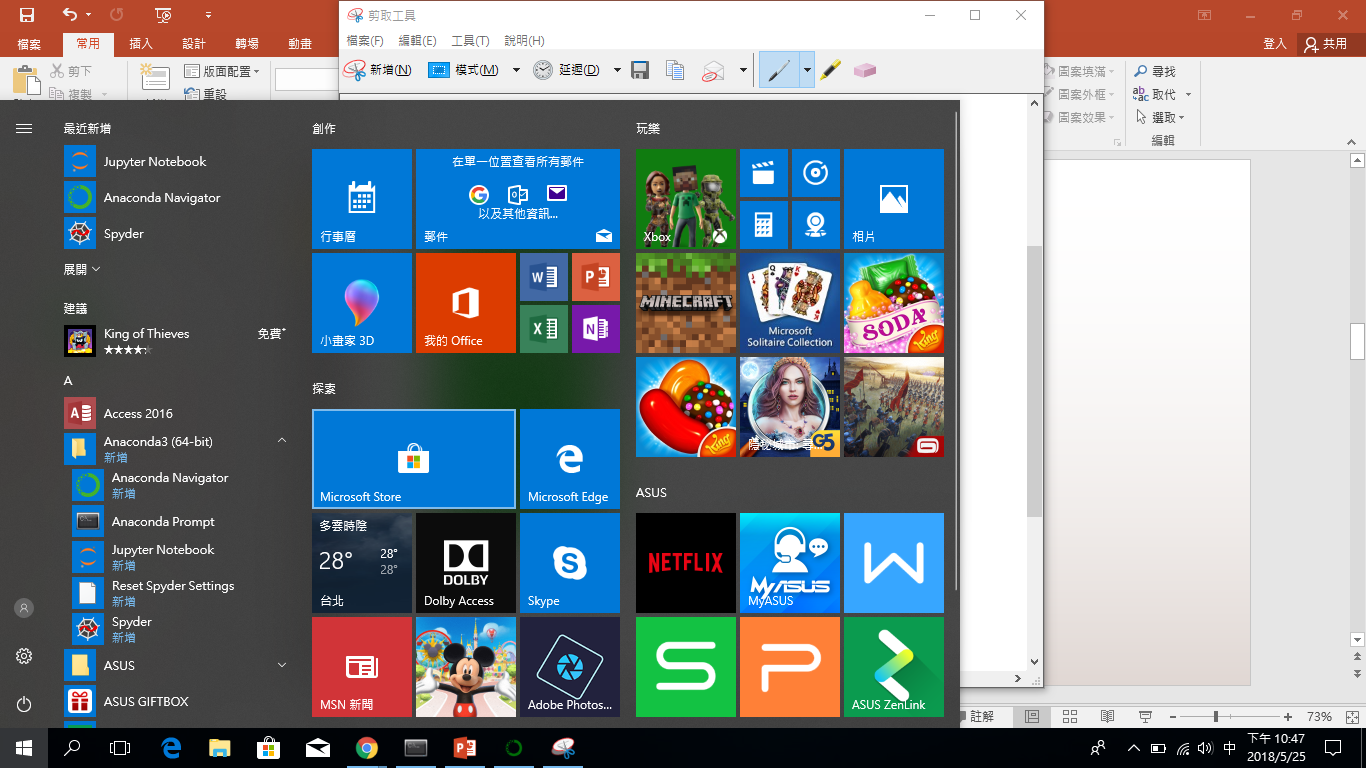 剪取工具
檔案
常用
插入
設計
轉場
動畫
檔案(F)
編輯(E)
工具(T)
說明(H)
登入
共用
剪下
複製
版面配置
重設
新增(N)
模式(M)
延遲(D)
圖案填滿
圖案外框
圖案效果
尋找
取代
選取
編輯
最近新增
Jupyter Notebook
Anaconda Navigator
Spyder
展開
建議
King of Thieves
免費+
A
Access 2016
Anaconda3 (64-bit)
新增
Anaconda Navigator
新增
Anaconda Prompt
Jupyter Notebook
新增
Reset Spyder Settings
新增
Spyder
新增
ASUS
ASUS GIFTBOX
創作
行事曆
在單一位置查看所有郵件
以及其他資訊...
郵件
小畫家 3D
我的 Office
探索
Microsoft Store
Microsoft Edge
多雲時陰
28°
28°
28°
台北
DOLBY
Dolby Access
Skype
MSN 新聞
Adobe Photos...
玩樂
Xbox
相片
MINECRAFT
Microsoft
Solitaire Collection
SODA
King
King
G5
ASUS
NETFLIX
MyASUS
MyASUS
ASUS ZenLink
註解
73%
中
下午 10:47
2018/5/25